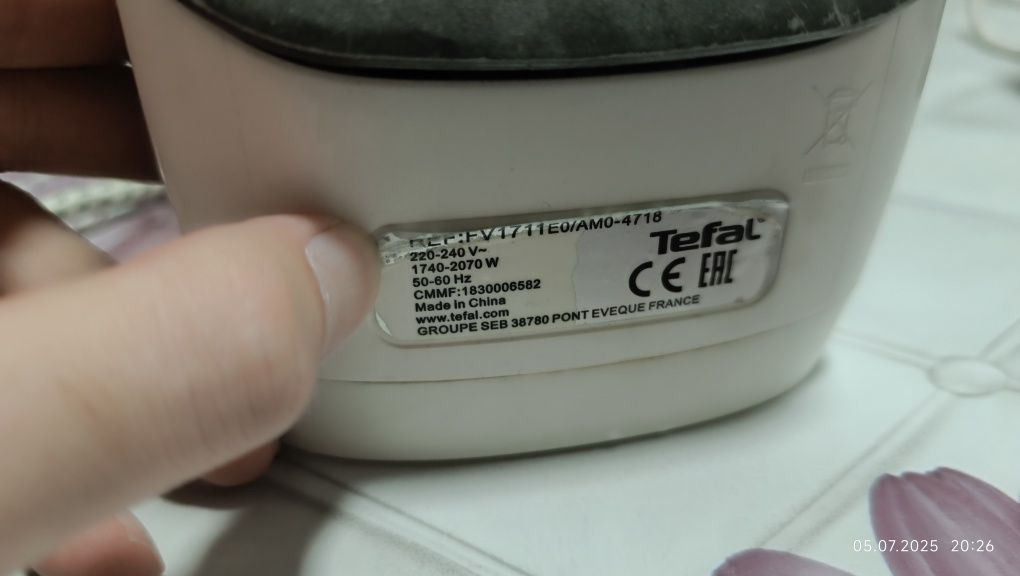 REF:FV1711E0/AM0-4718
220-240 V~
1740-2070 W
50-60 Hz
CMMF:1830006582
Made in China
www.tefal.com
GROUPE SEB 38780 PONT EVEQUE FRANCE
Tefal
CE EAC
05.07.2025 20:26